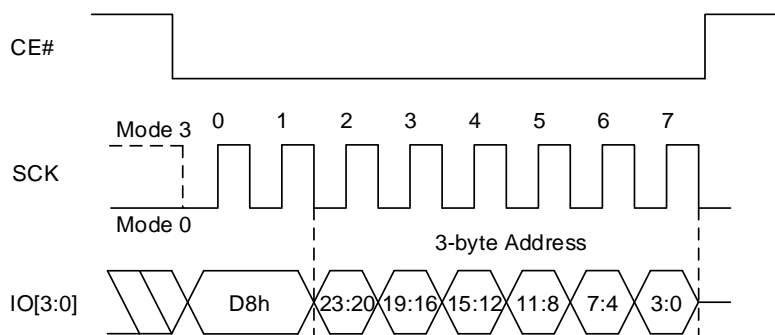 CE#
Mode 3
0 1 2 3 4 5 6 7
SCK
Mode 0
3-byte Address
IO[3:0]
D8h 23:20 19:16 15:12 11:8 7:4 3:0